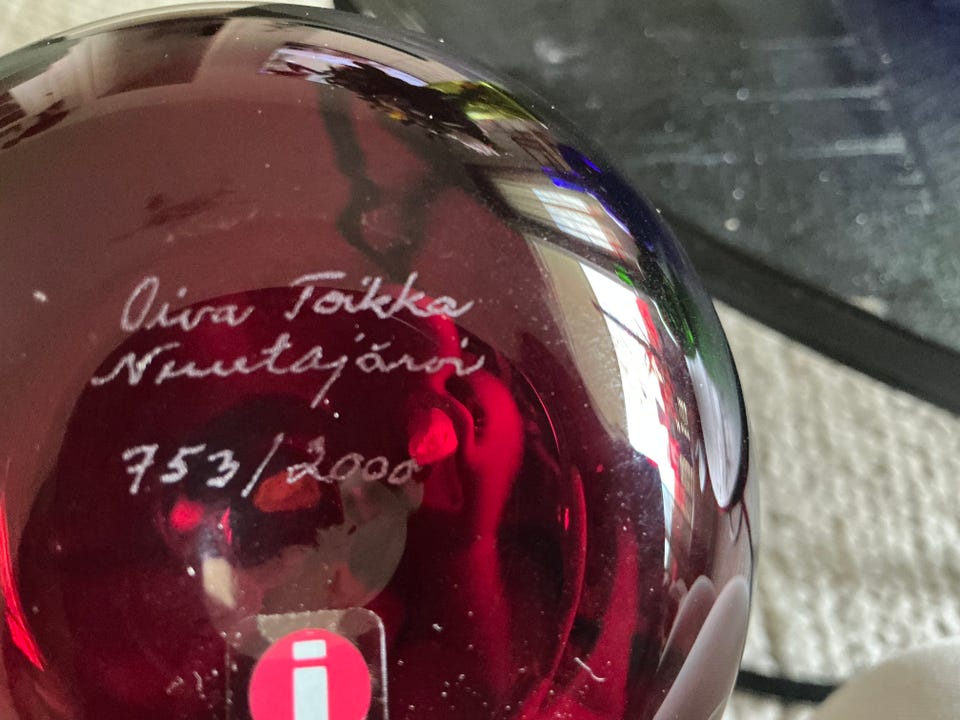 Oiva Toikka
Nuutajärvi
753/2000
i